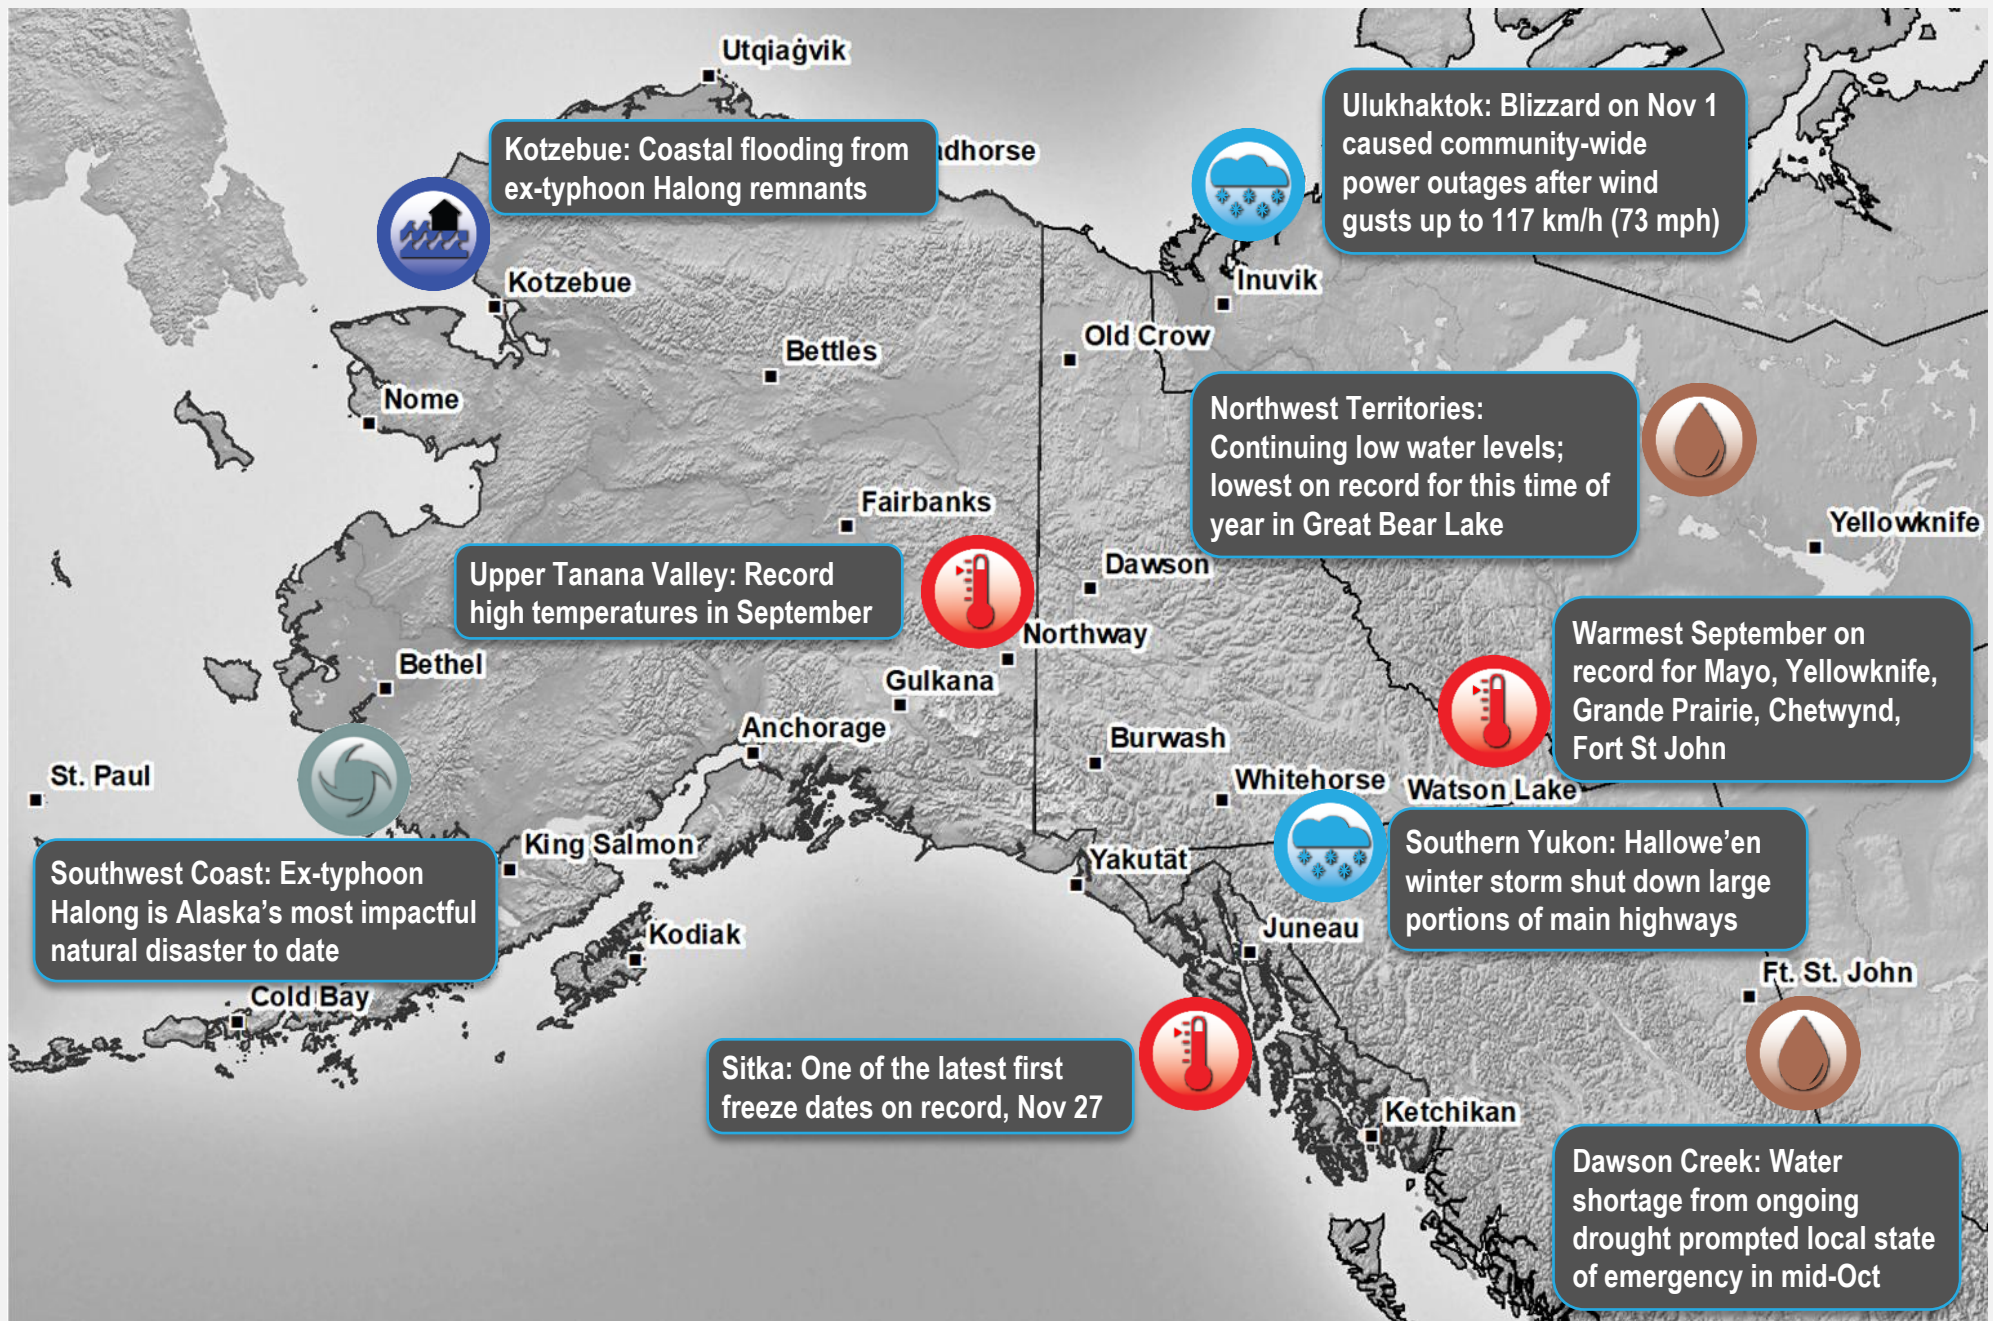 Utqiaġvik
Kotzebue: Coastal flooding from
ex-typhoon Halong remnants
adhorse
Ulukhaktok: Blizzard on Nov 1
caused community-wide
power outages after wind
gusts up to 117 km/h (73 mph)
Kotzebue
Inuvik
Bettles
Old Crow
Nome
Northwest Territories:
Continuing low water levels;
lowest on record for this time of
year in Great Bear Lake
Fairbanks
Yellowknife
Upper Tanana Valley: Record
high temperatures in September
Dawson
Northway
Bethel
Gulkana
Warmest September on
record for Mayo, Yellowknife,
Grande Prairie, Chetwynd,
Fort St John
Anchorage
Burwash
St. Paul
Whitehorse
Watson Lake
King Salmon
Yakutat
Southwest Coast: Ex-typhoon
Halong is Alaska's most impactful
natural disaster to date
Southern Yukon: Hallowe'en
winter storm shut down large
portions of main highways
Kodiak
Juneau
Ft. St. John
Cold Bay
Sitka: One of the latest first
freeze dates on record, Nov 27
Ketchikan
Dawson Creek: Water
shortage from ongoing
drought prompted local state
of emergency in mid-Oct